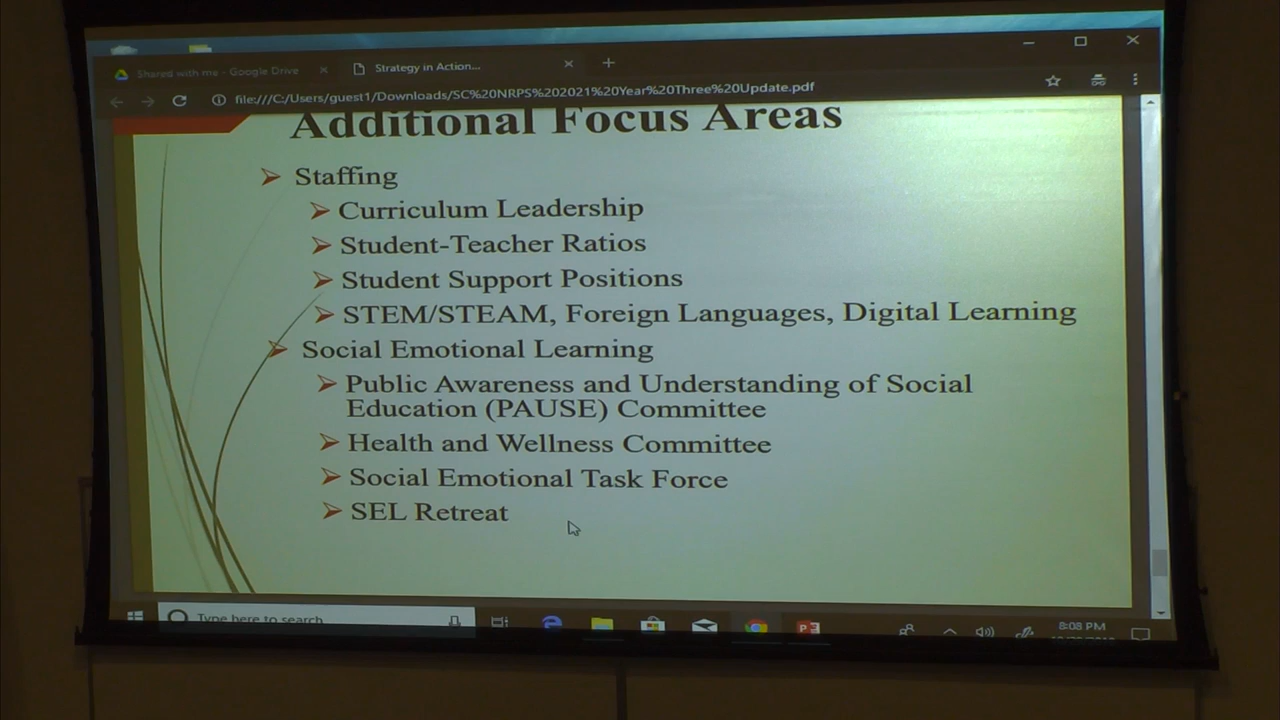 Shared with me - Google Drive
Strategy in Action...
file:///C:/Users/guest1/Downloads/SC%20NRPS%202021%20Year%20Three%20Update.pdf
Additional Focus Areas
Staffing
Curriculum Leadership
Student-Teacher Ratios
Student Support Positions
STEM/STEAM, Foreign Languages, Digital Learning
Social Emotional Learning
Public Awareness and Understanding of Social
Education (PAUSE) Committee
Health and Wellness Committee
Social Emotional Task Force
SEL Retreat
Type here to search
8:08 PM